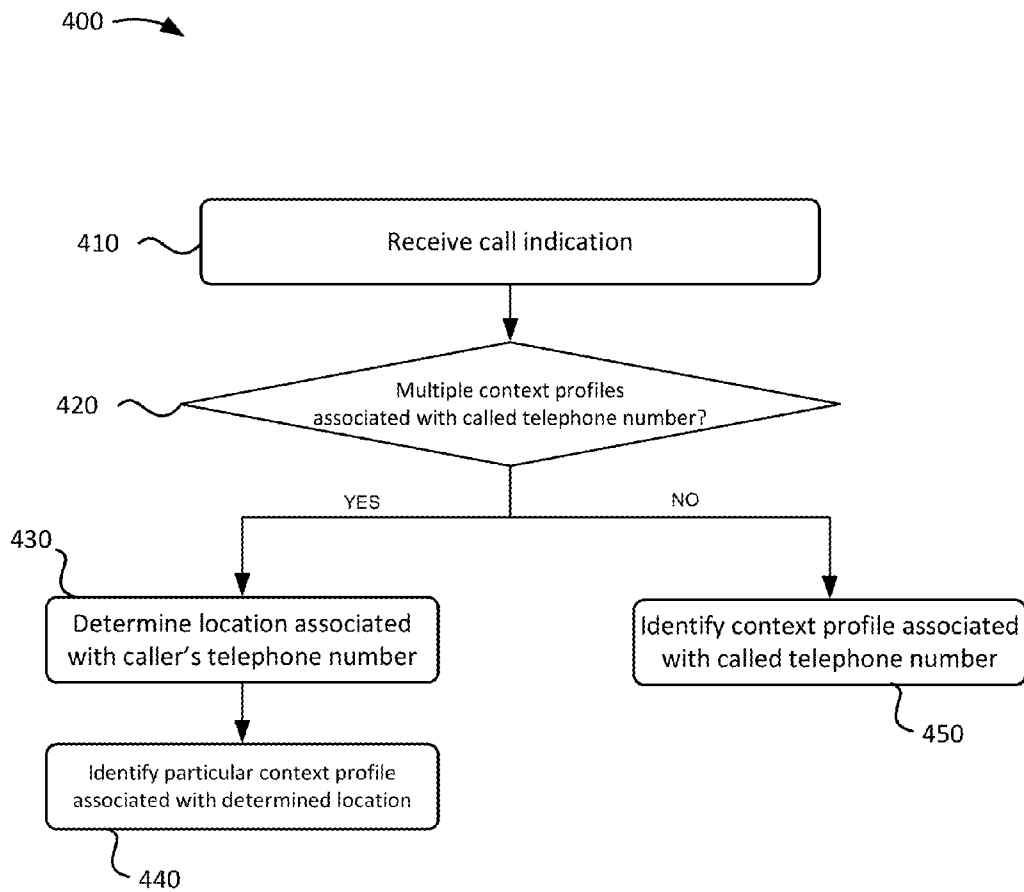 400
410
Receive call indication
420
Multiple context profiles
associated with called telephone number?
YES
NO
430
Determine location associated
with caller's telephone number
Identify context profile associated
with called telephone number
450
Identify particular context profile
associated with determined location
440